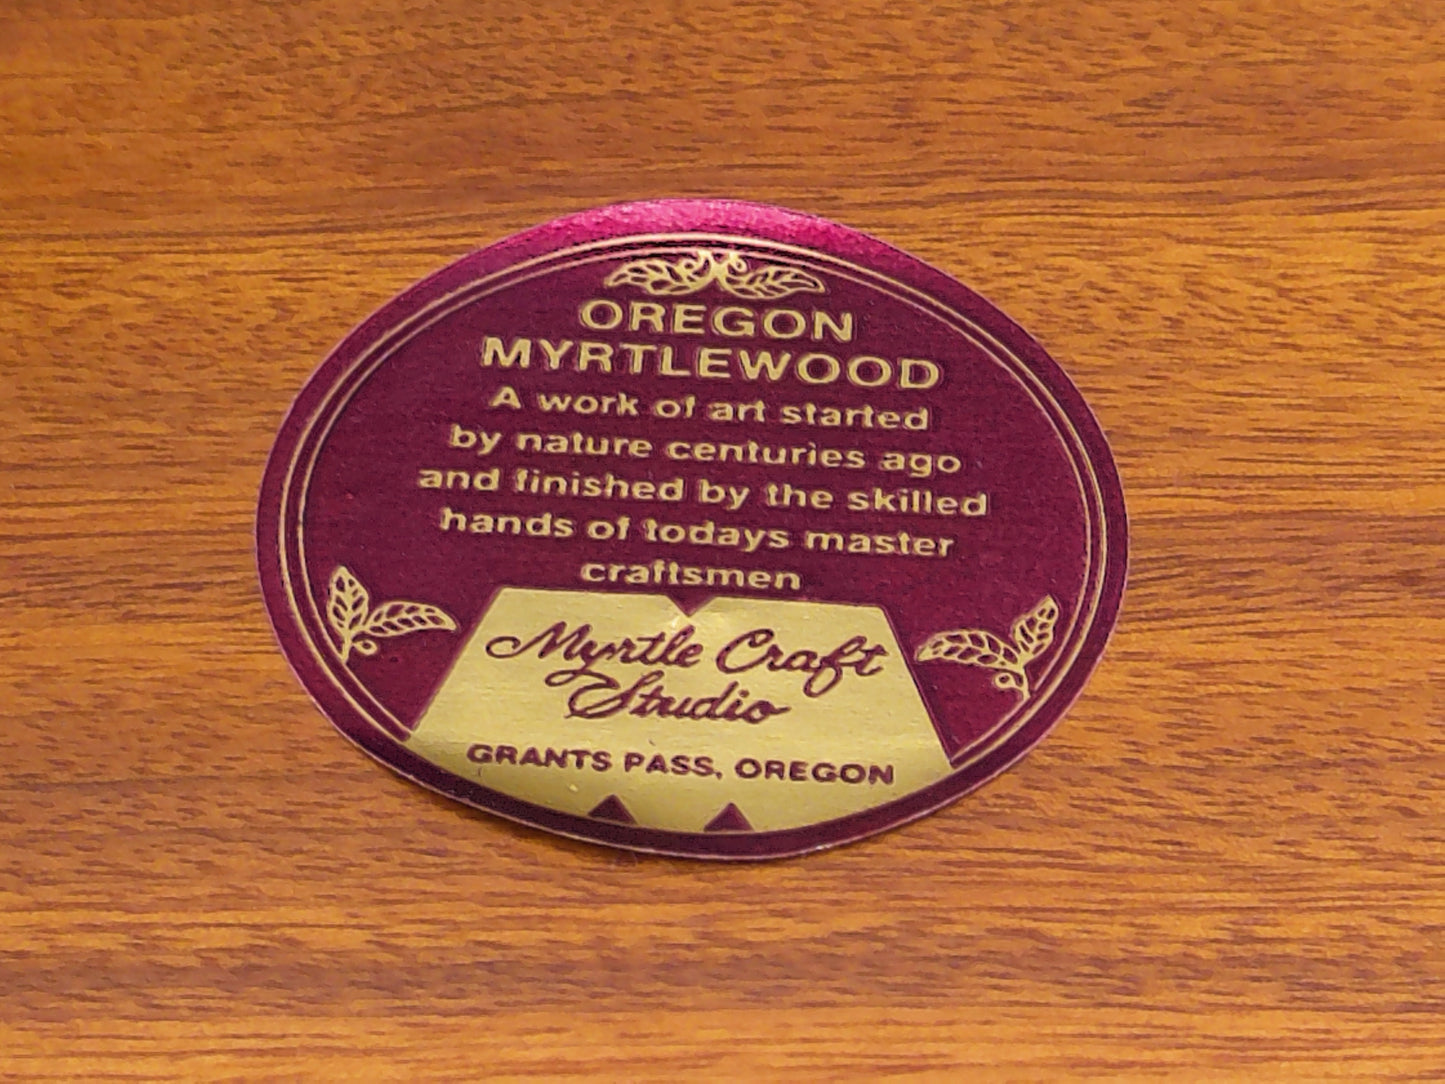 OREGON
MYRTLEWOOD
A work of art started
by nature centuries ago
and finished by the skilled
hands of todays master
craftsmen
Myrtle Craft
Studio
GRANTS PASS, OREGON